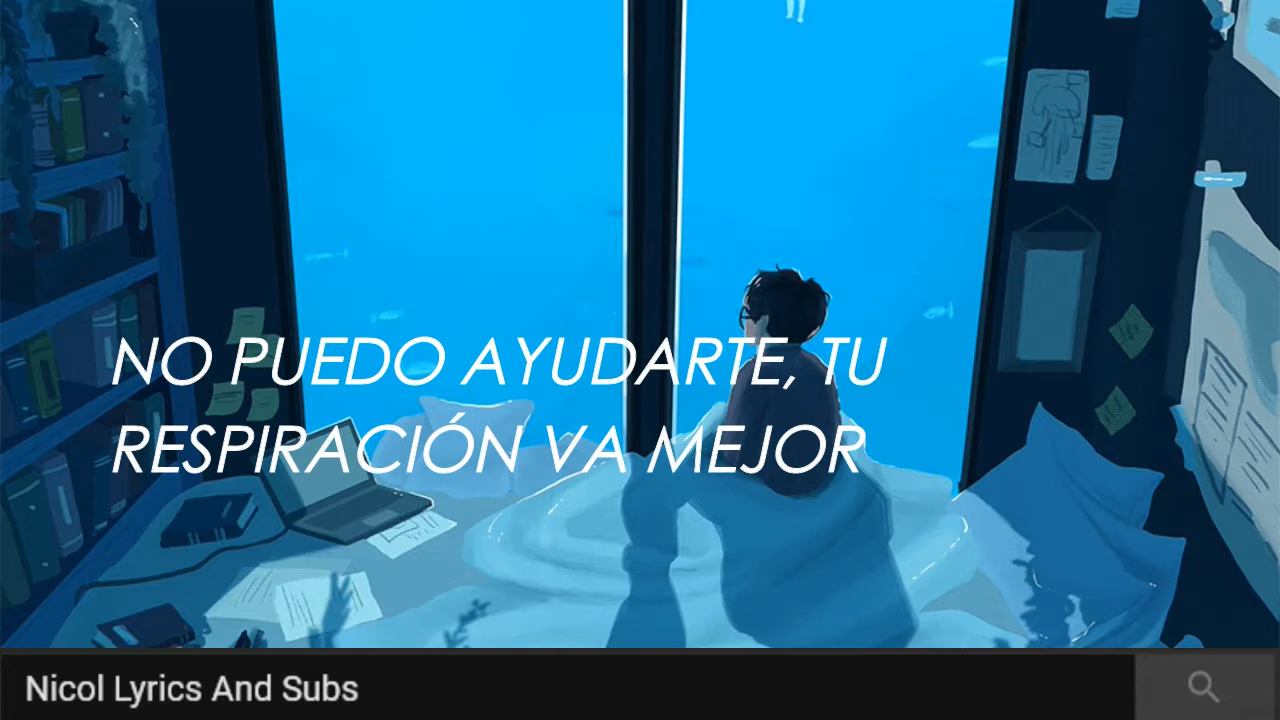 NO PUEDO AYUDARTE, TU
RESPIRACIÓN VA MEJOR
Nicol Lyrics And Subs